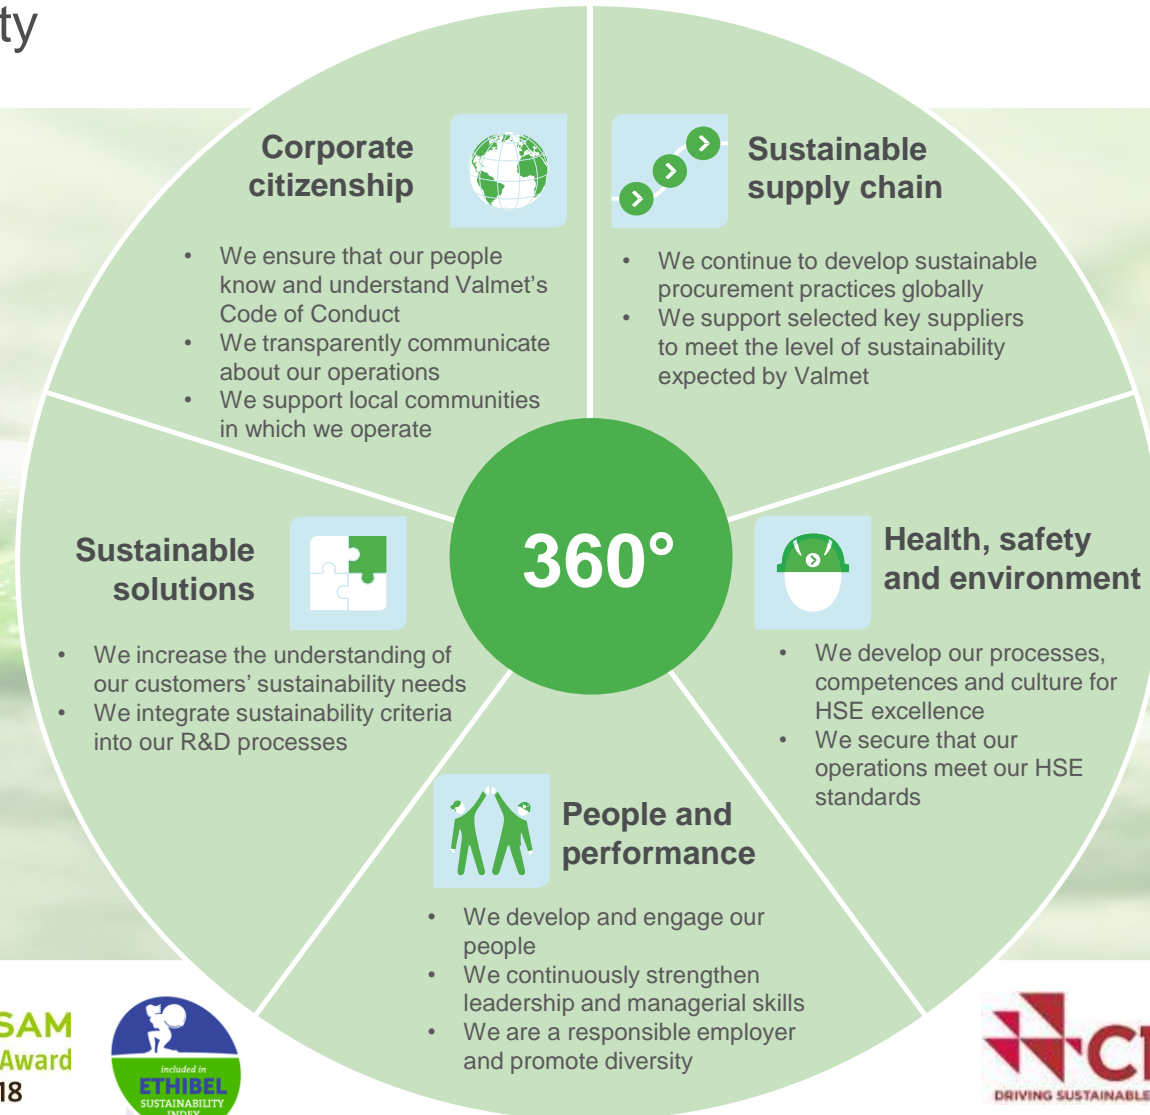 ty
Corporate
citizenship
• We ensure that our people
know and understand Valmet's
Code of Conduct
• We transparently communicate
about our operations
• We support local communities
in which we operate
Sustainable
supply chain
• We continue to develop sustainable
procurement practices globally
• We support selected key suppliers
to meet the level of sustainability
expected by Valmet
Sustainable
solutions
• We increase the understanding of
our customers' sustainability needs
• We integrate sustainability criteria
into our R&D processes
360°
Health, safety
and environment
• We develop our processes,
competences and culture for
HSE excellence
• We secure that our
operations meet our HSE
standards
People and
performance
• We develop and engage our
people
• We continuously strengthen
leadership and managerial skills
• We are a responsible employer
and promote diversity
SAM
Award
18
included in
ETHIBEL
SUSTAINABILITY
INDEX
DRIVING SUSTAINABLE